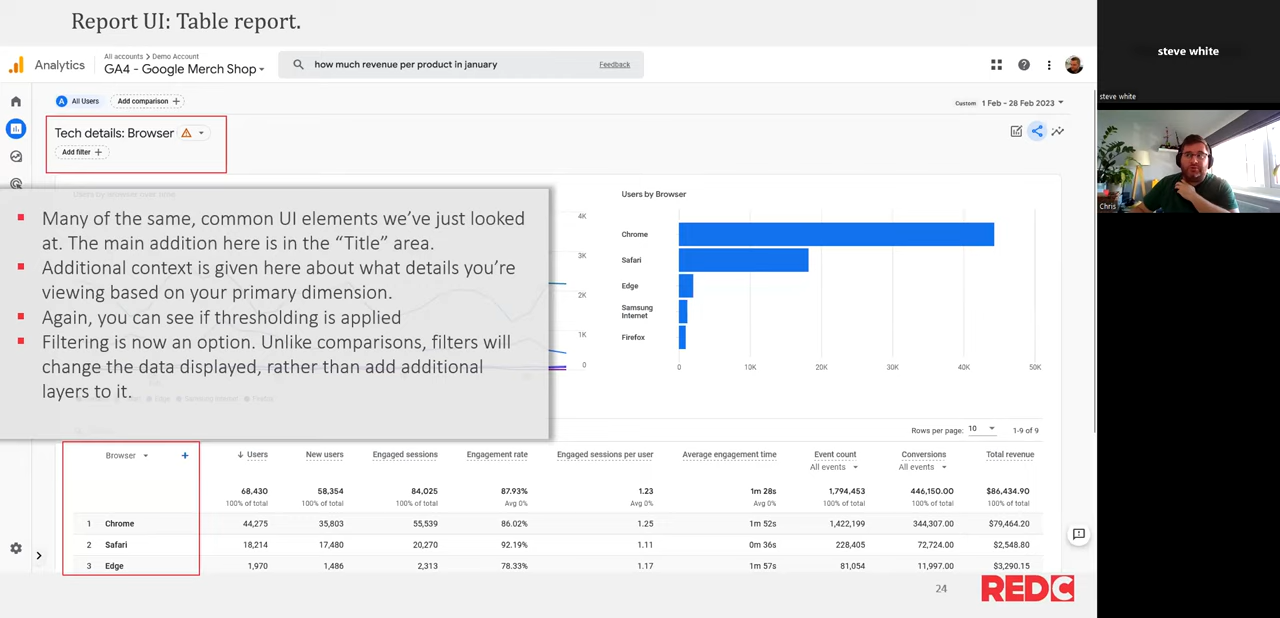 Report UI: Table report.
steve white
Analytics
All accounts > Demo Account
GA4 - Google Merch Shop
how much revenue per product in january
Feedback
A All Users
Add comparison +
Custom 1 Feb - 28 Feb 2023
steve white
Tech details: Browser
Add filter +
Chris
Many of the same, common UI elements we’ve just looked
at. The main addition here is in the “Title” area.
Additional context is given here about what details you’re
viewing based on your primary dimension.
Again, you can see if thresholding is applied
Filtering is now an option. Unlike comparisons, filters will
change the data displayed, rather than add additional
layers to it.
4K
3K
2K
1K
0
Users by Browser
Chrome
Safari
Edge
Samsung
Internet
Firefox
0 10K 20K 30K 40K 50K
Rows per page: 10 1-9 of 9
Browser + ↓ Users New users Engaged sessions Engagement rate Engaged sessions per user Average engagement time Event count Conversions Total revenue
All events All events
68,430 58,354 84,025 87.93% 1.23 1m 28s 1,794,453 446,150.00 $86,434.90
100% of total 100% of total 100% of total Avg 0% Avg 0% Avg 0% 100% of total 100% of total 100% of total
1 Chrome 44,275 35,803 55,539 86.02% 1.25 1m 52s 1,422,199 344,307.00 $79,464.20
2 Safari 18,214 17,480 20,270 92.19% 1.11 0m 36s 228,405 72,724.00 $2,548.80
3 Edge 1,970 1,486 2,313 78.33% 1.17 1m 57s 81,054 11,997.00 $3,290.15
24
REDC